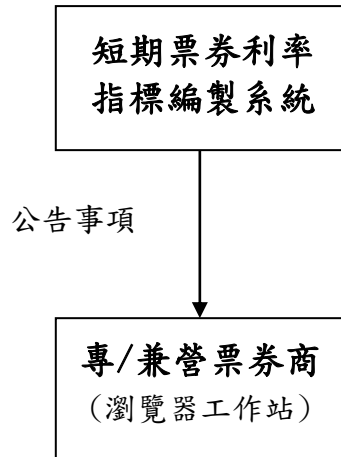 短期票券利率
指標編製系統
公告事項
專/兼營票券商
(瀏覽器工作站)